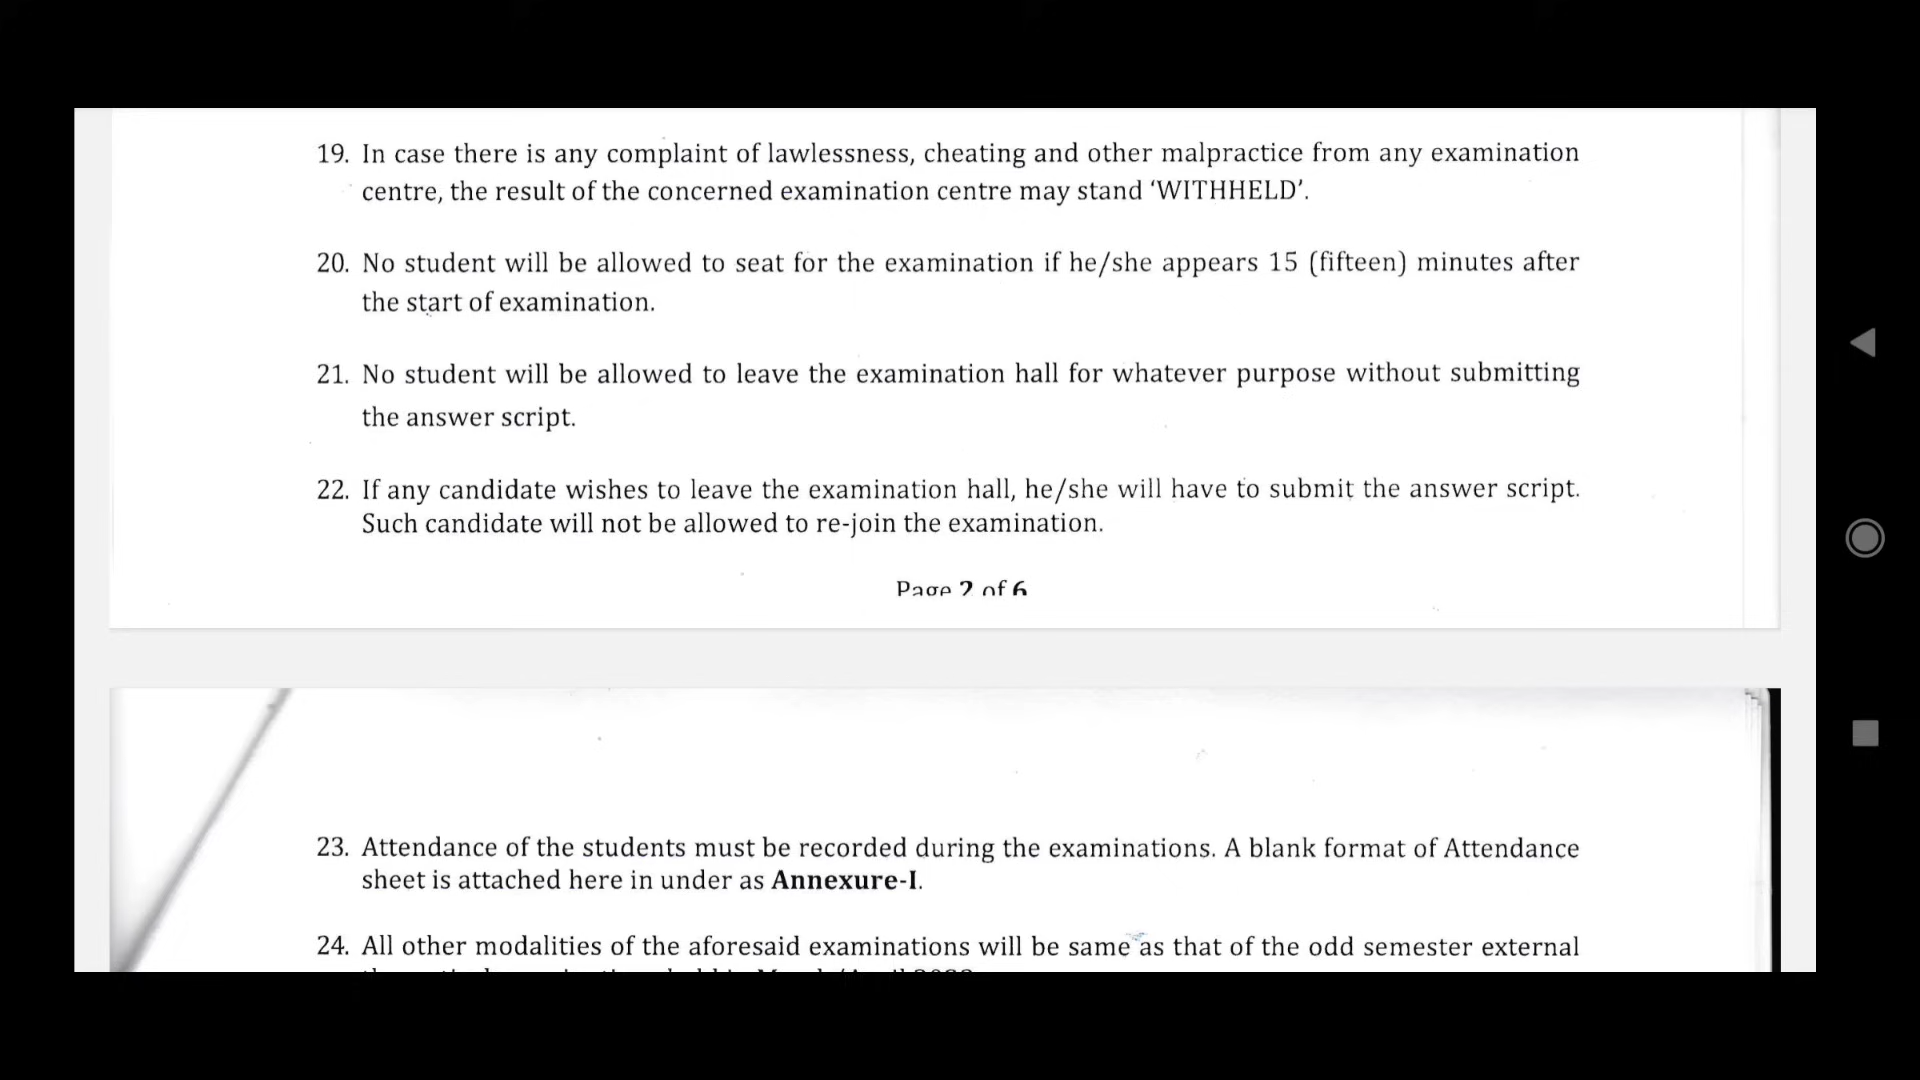 19. In case there is any complaint of lawlessness, cheating and other malpractice from any examination
centre, the result of the concerned examination centre may stand ‘WITHHELD’.
20. No student will be allowed to seat for the examination if he/she appears 15 (fifteen) minutes after
the start of examination.
21. No student will be allowed to leave the examination hall for whatever purpose without submitting
the answer script.
22. If any candidate wishes to leave the examination hall, he/she will have to submit the answer script.
Such candidate will not be allowed to re-join the examination.
Page 2 of 6
23. Attendance of the students must be recorded during the examinations. A blank format of Attendance
sheet is attached here in under as Annexure-I.
24. All other modalities of the aforesaid examinations will be same as that of the odd semester external